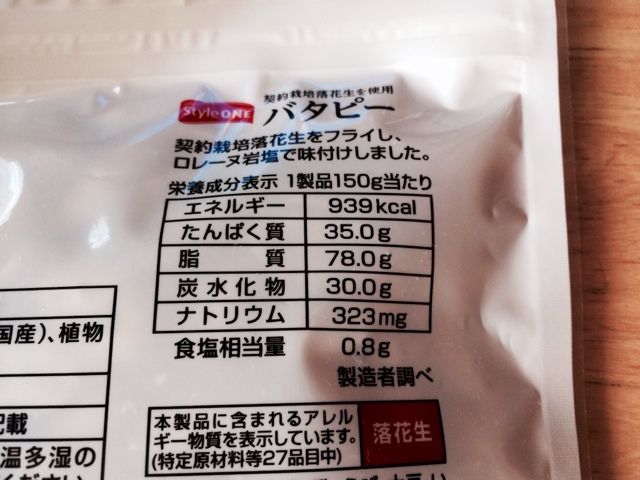 契約栽培落花生を使用
Style ONE バタピー
契約栽培落花生をフライし、
ロレーヌ岩塩で味付けしました。
栄養成分表示 1製品150g当たり
エネルギー 939kcal
たんぱく質 35.0g
脂質 78.0g
炭水化物 30.0g
ナトリウム 323mg
食塩相当量 0.8g
製造者調べ
国産)、植物
記載
温多湿の
ください
本製品に含まれるアレル
ギー物質を表示しています。
(特定原材料等27品目中)
落花生